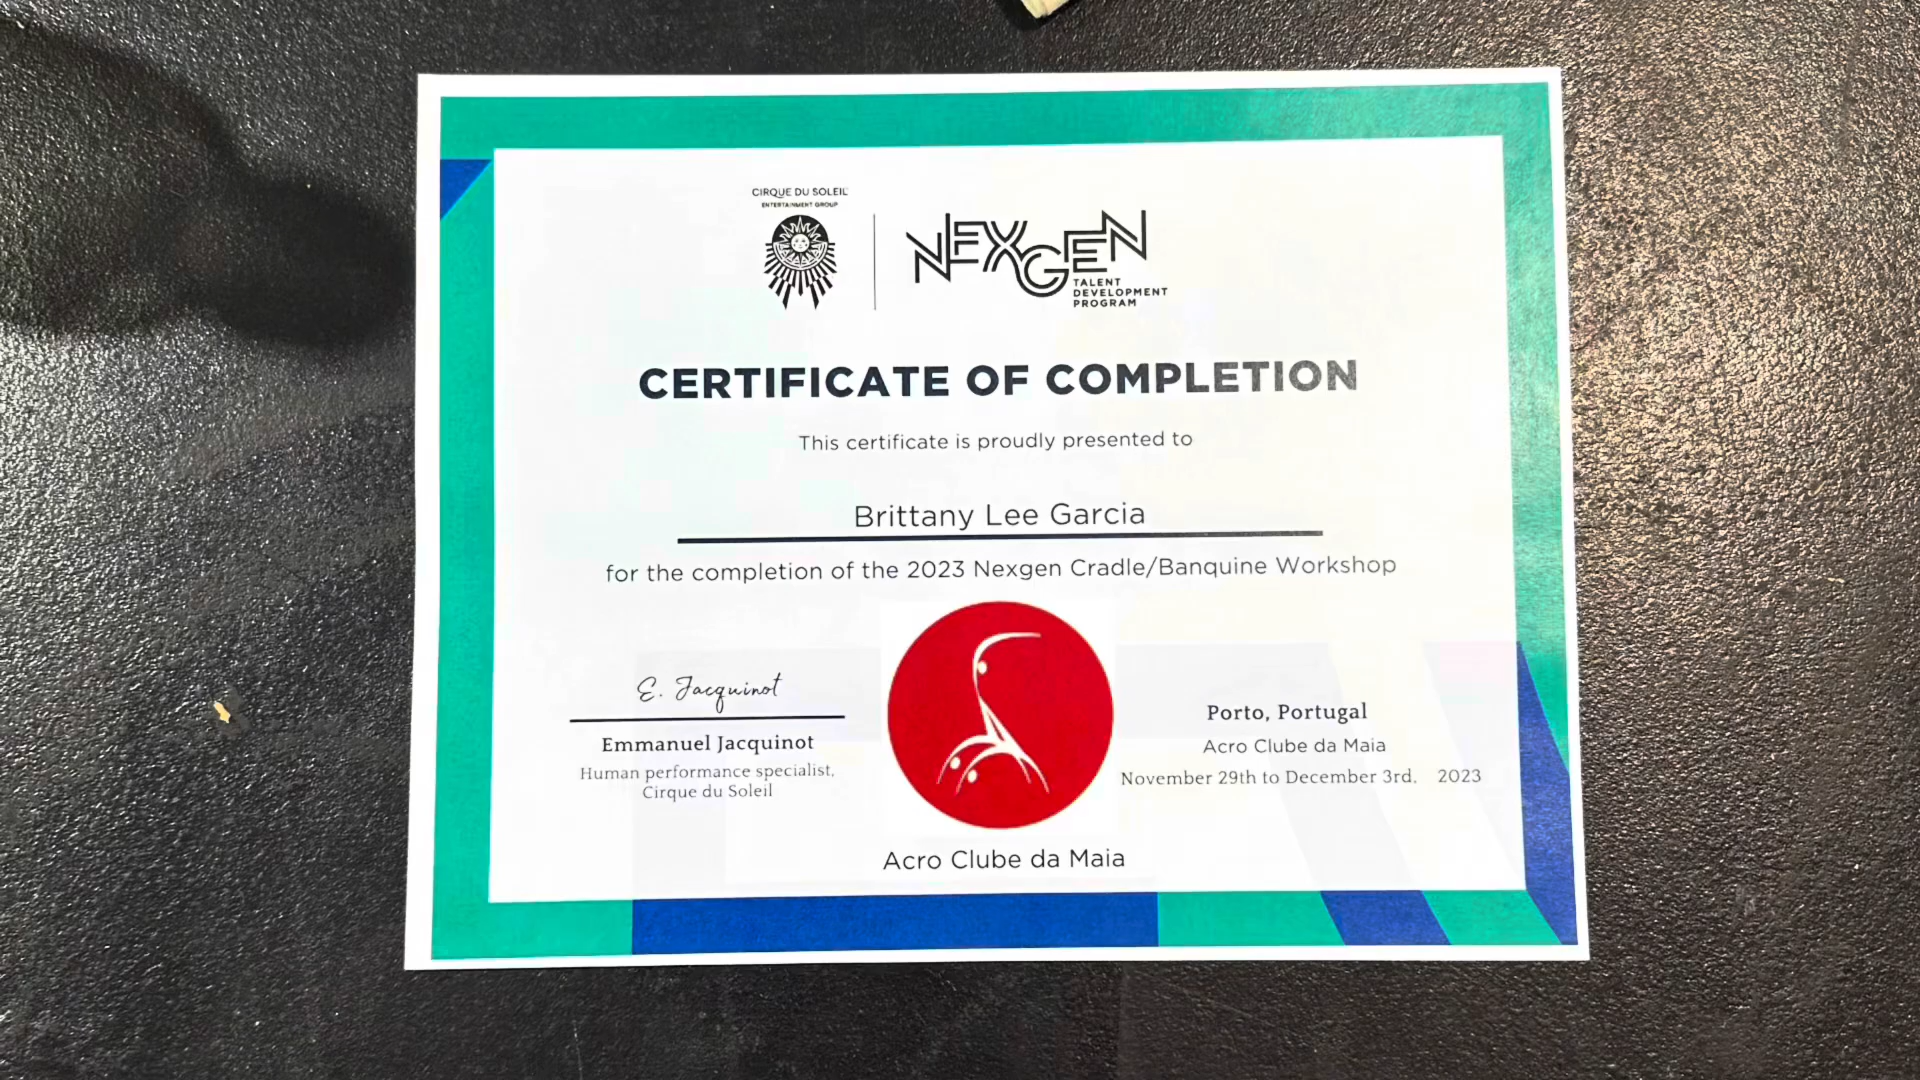 CIRQUE DU SOLEIL
ENTERTAINMENT GROUP
NEXGEN
TALENT
DEVELOPMENT
PROGRAM
CERTIFICATE OF COMPLETION
This certificate is proudly presented to
Brittany Lee Garcia
for the completion of the 2023 Nexgen Cradle/Banquine Workshop
E. Jacquinot
Emmanuel Jacquinot
Human performance specialist,
Cirque du Soleil
Porto, Portugal
Acro Clube da Maia
November 29th to December 3rd, 2023
Acro Clube da Maia